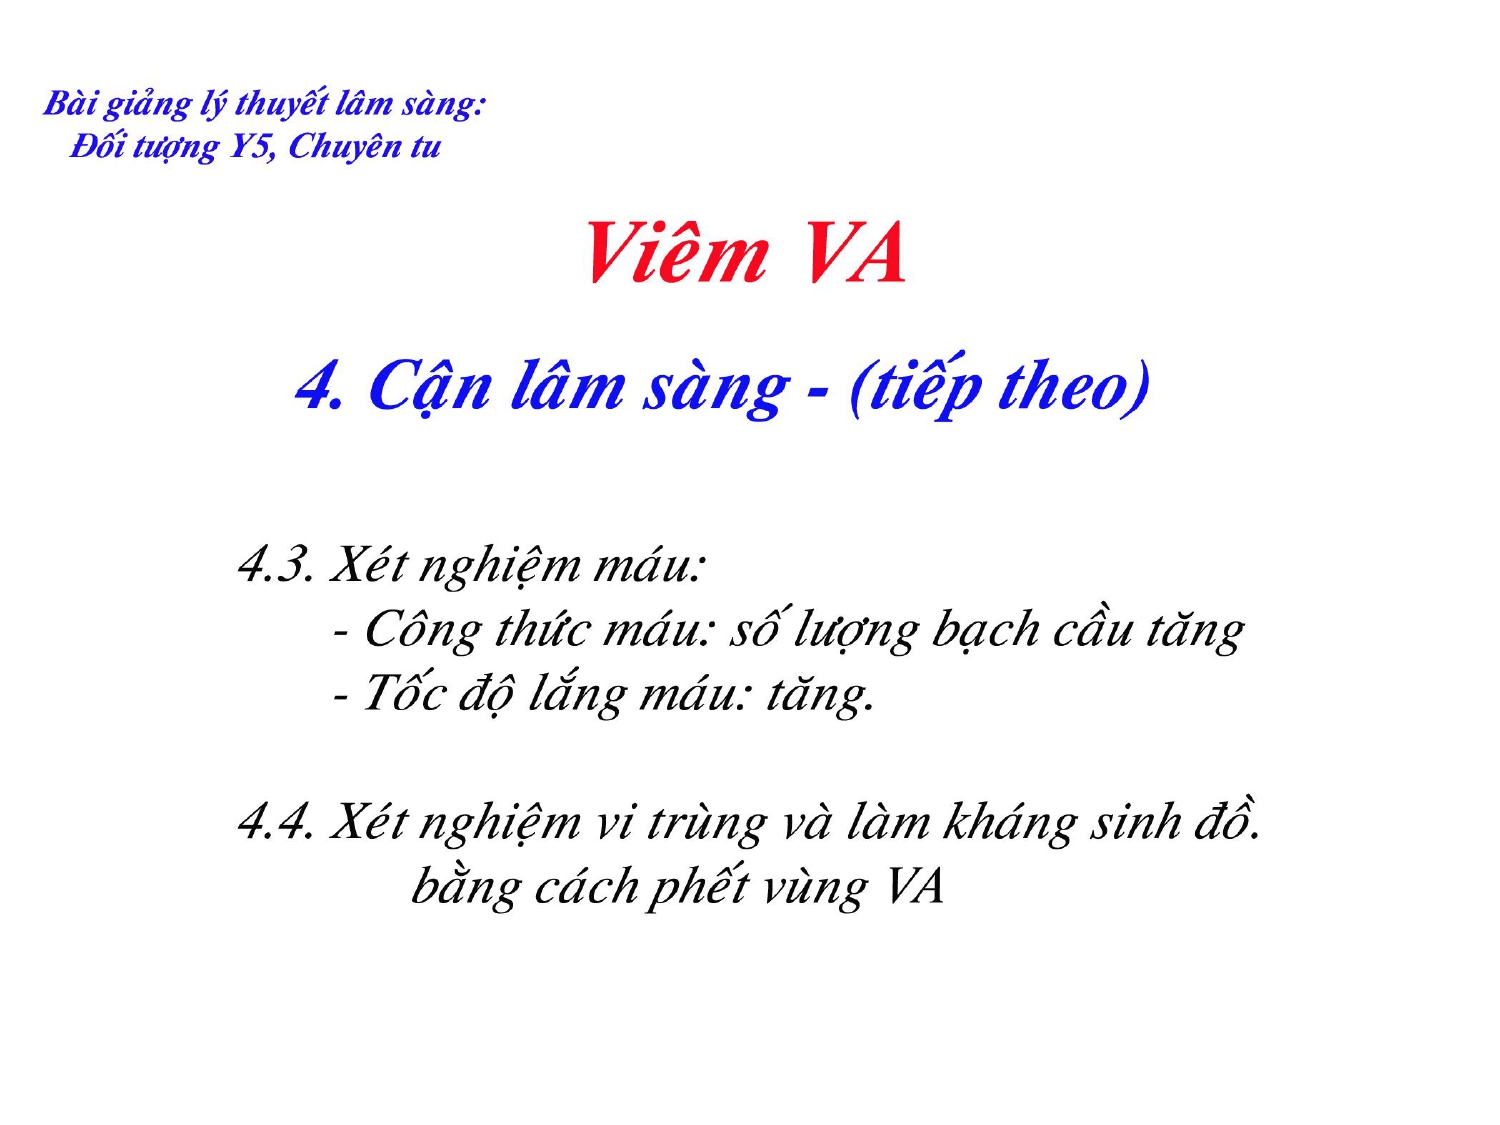 Bài giảng lý thuyết lâm sàng:
Đối tượng Y5, Chuyên tu
Viêm VA
4. Cận lâm sàng - (tiếp theo)
4.3. Xét nghiệm máu:
- Công thức máu: số lượng bạch cầu tăng
- Tốc độ lắng máu: tăng.
4.4. Xét nghiệm vi trùng và làm kháng sinh đồ.
bằng cách phết vùng VA